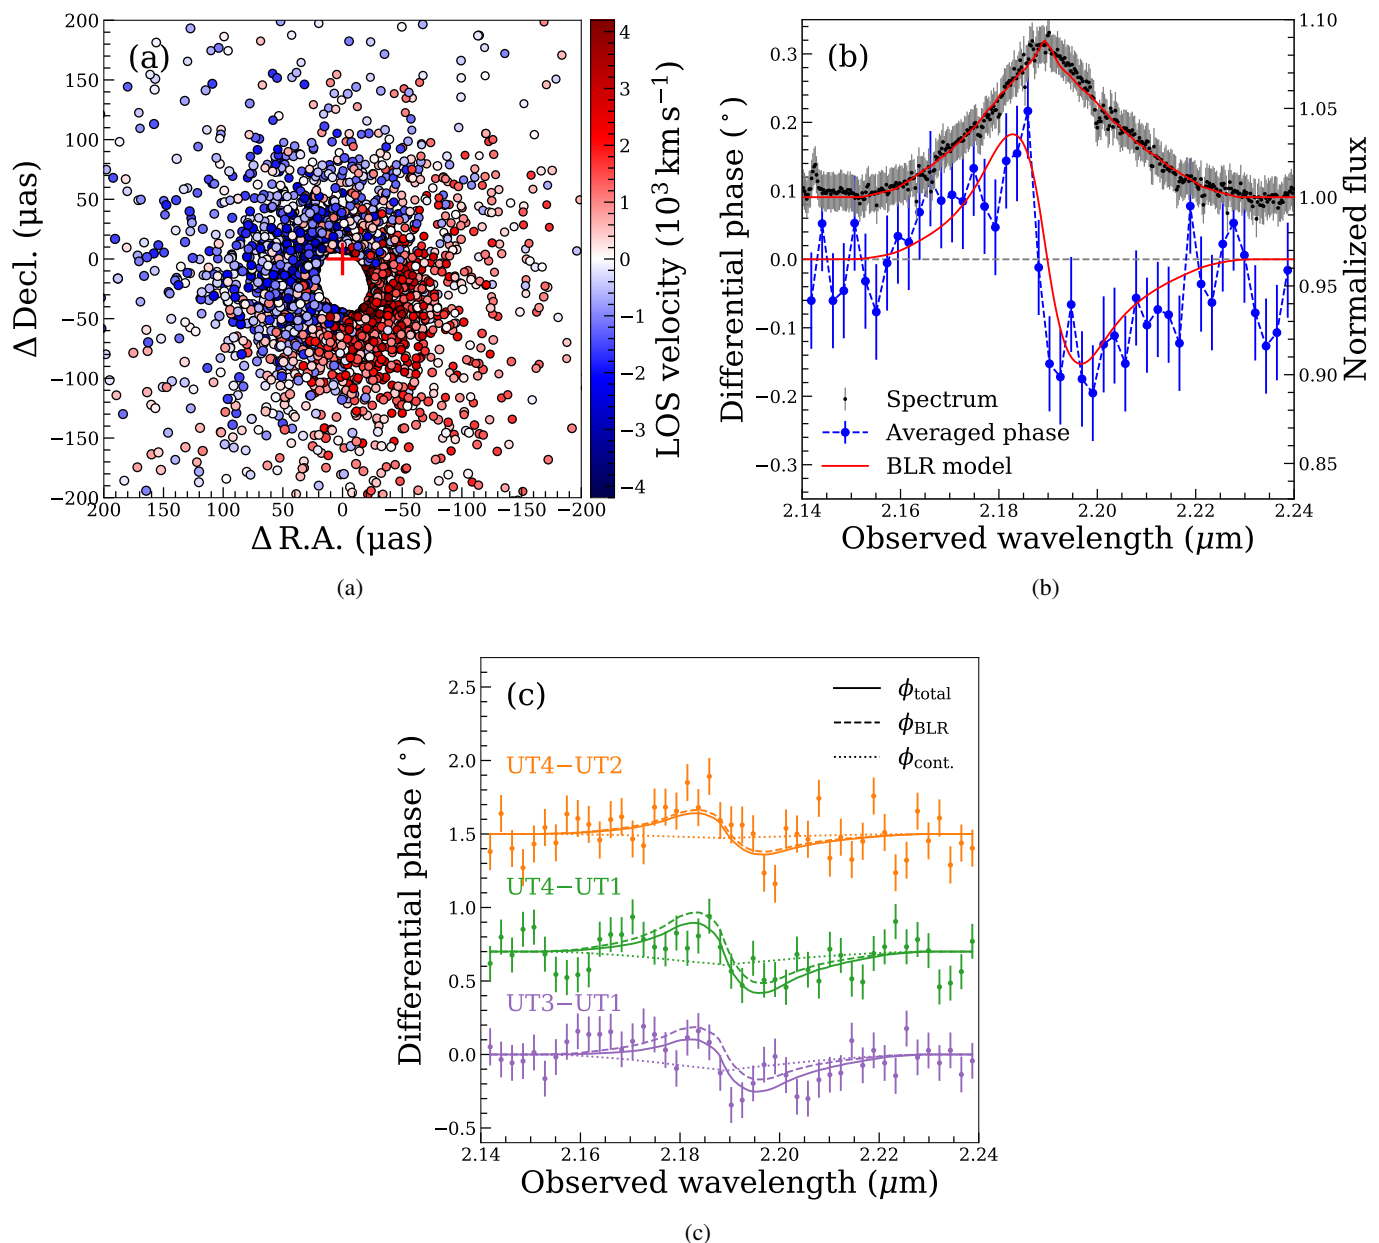 (a)
200
150
100
50
0
−50
−100
−150
−200
200 150 100 50 0 −50 −100 −150 −200
Δ Decl. (μas)
Δ R.A. (μas)
4
3
2
1
0
−1
−2
−3
−4
LOS velocity (10³ km s⁻¹)
(a)
(b)
0.3
0.2
0.1
0.0
−0.1
−0.2
−0.3
Differential phase (°)
1.10
1.05
1.00
0.95
0.90
0.85
Normalized flux
Spectrum
Averaged phase
BLR model
2.14 2.16 2.18 2.20 2.22 2.24
Observed wavelength (μm)
(b)
(c)
2.5
2.0
1.5
1.0
0.5
0.0
−0.5
Differential phase (°)
ϕtotal
ϕBLR
ϕcont.
UT4−UT2
UT4−UT1
UT3−UT1
2.14 2.16 2.18 2.20 2.22 2.24
Observed wavelength (μm)
(c)